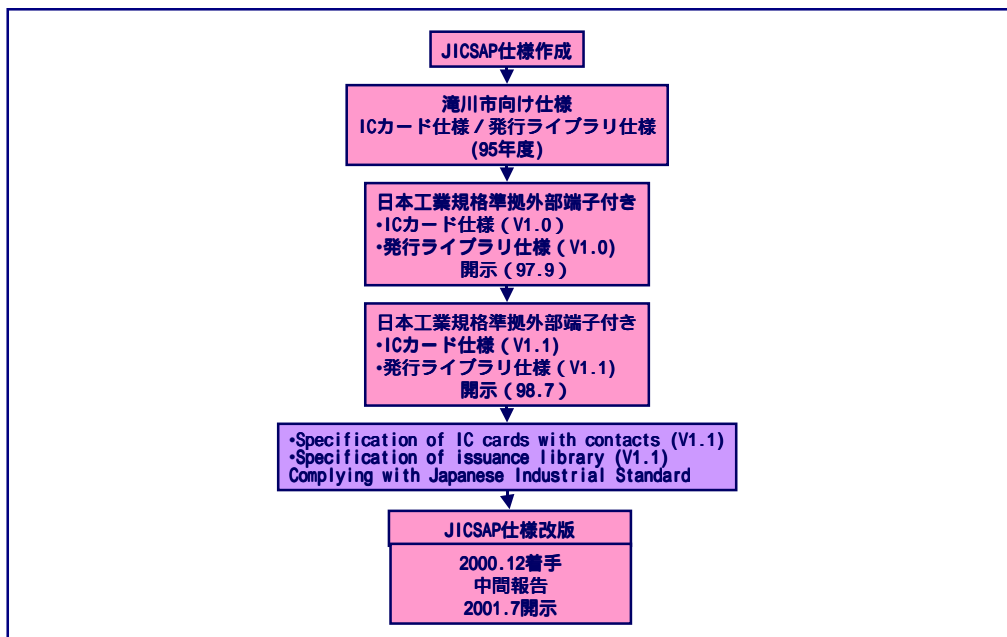 JICSAP仕様作成
滝川市向け仕様
ICカード仕様/発行ライブラリ仕様
(95年度)
日本工業規格準拠外部端子付き
•ICカード仕様(V1.0)
•発行ライブラリ仕様(V1.0)
開示(97.9)
日本工業規格準拠外部端子付き
•ICカード仕様(V1.1)
•発行ライブラリ仕様(V1.1)
開示(98.7)
•Specification of IC cards with contacts (V1.1)
•Specification of issuance library (V1.1)
Complying with Japanese Industrial Standard
JICSAP仕様改版
2000.12着手
中間報告
2001.7開示